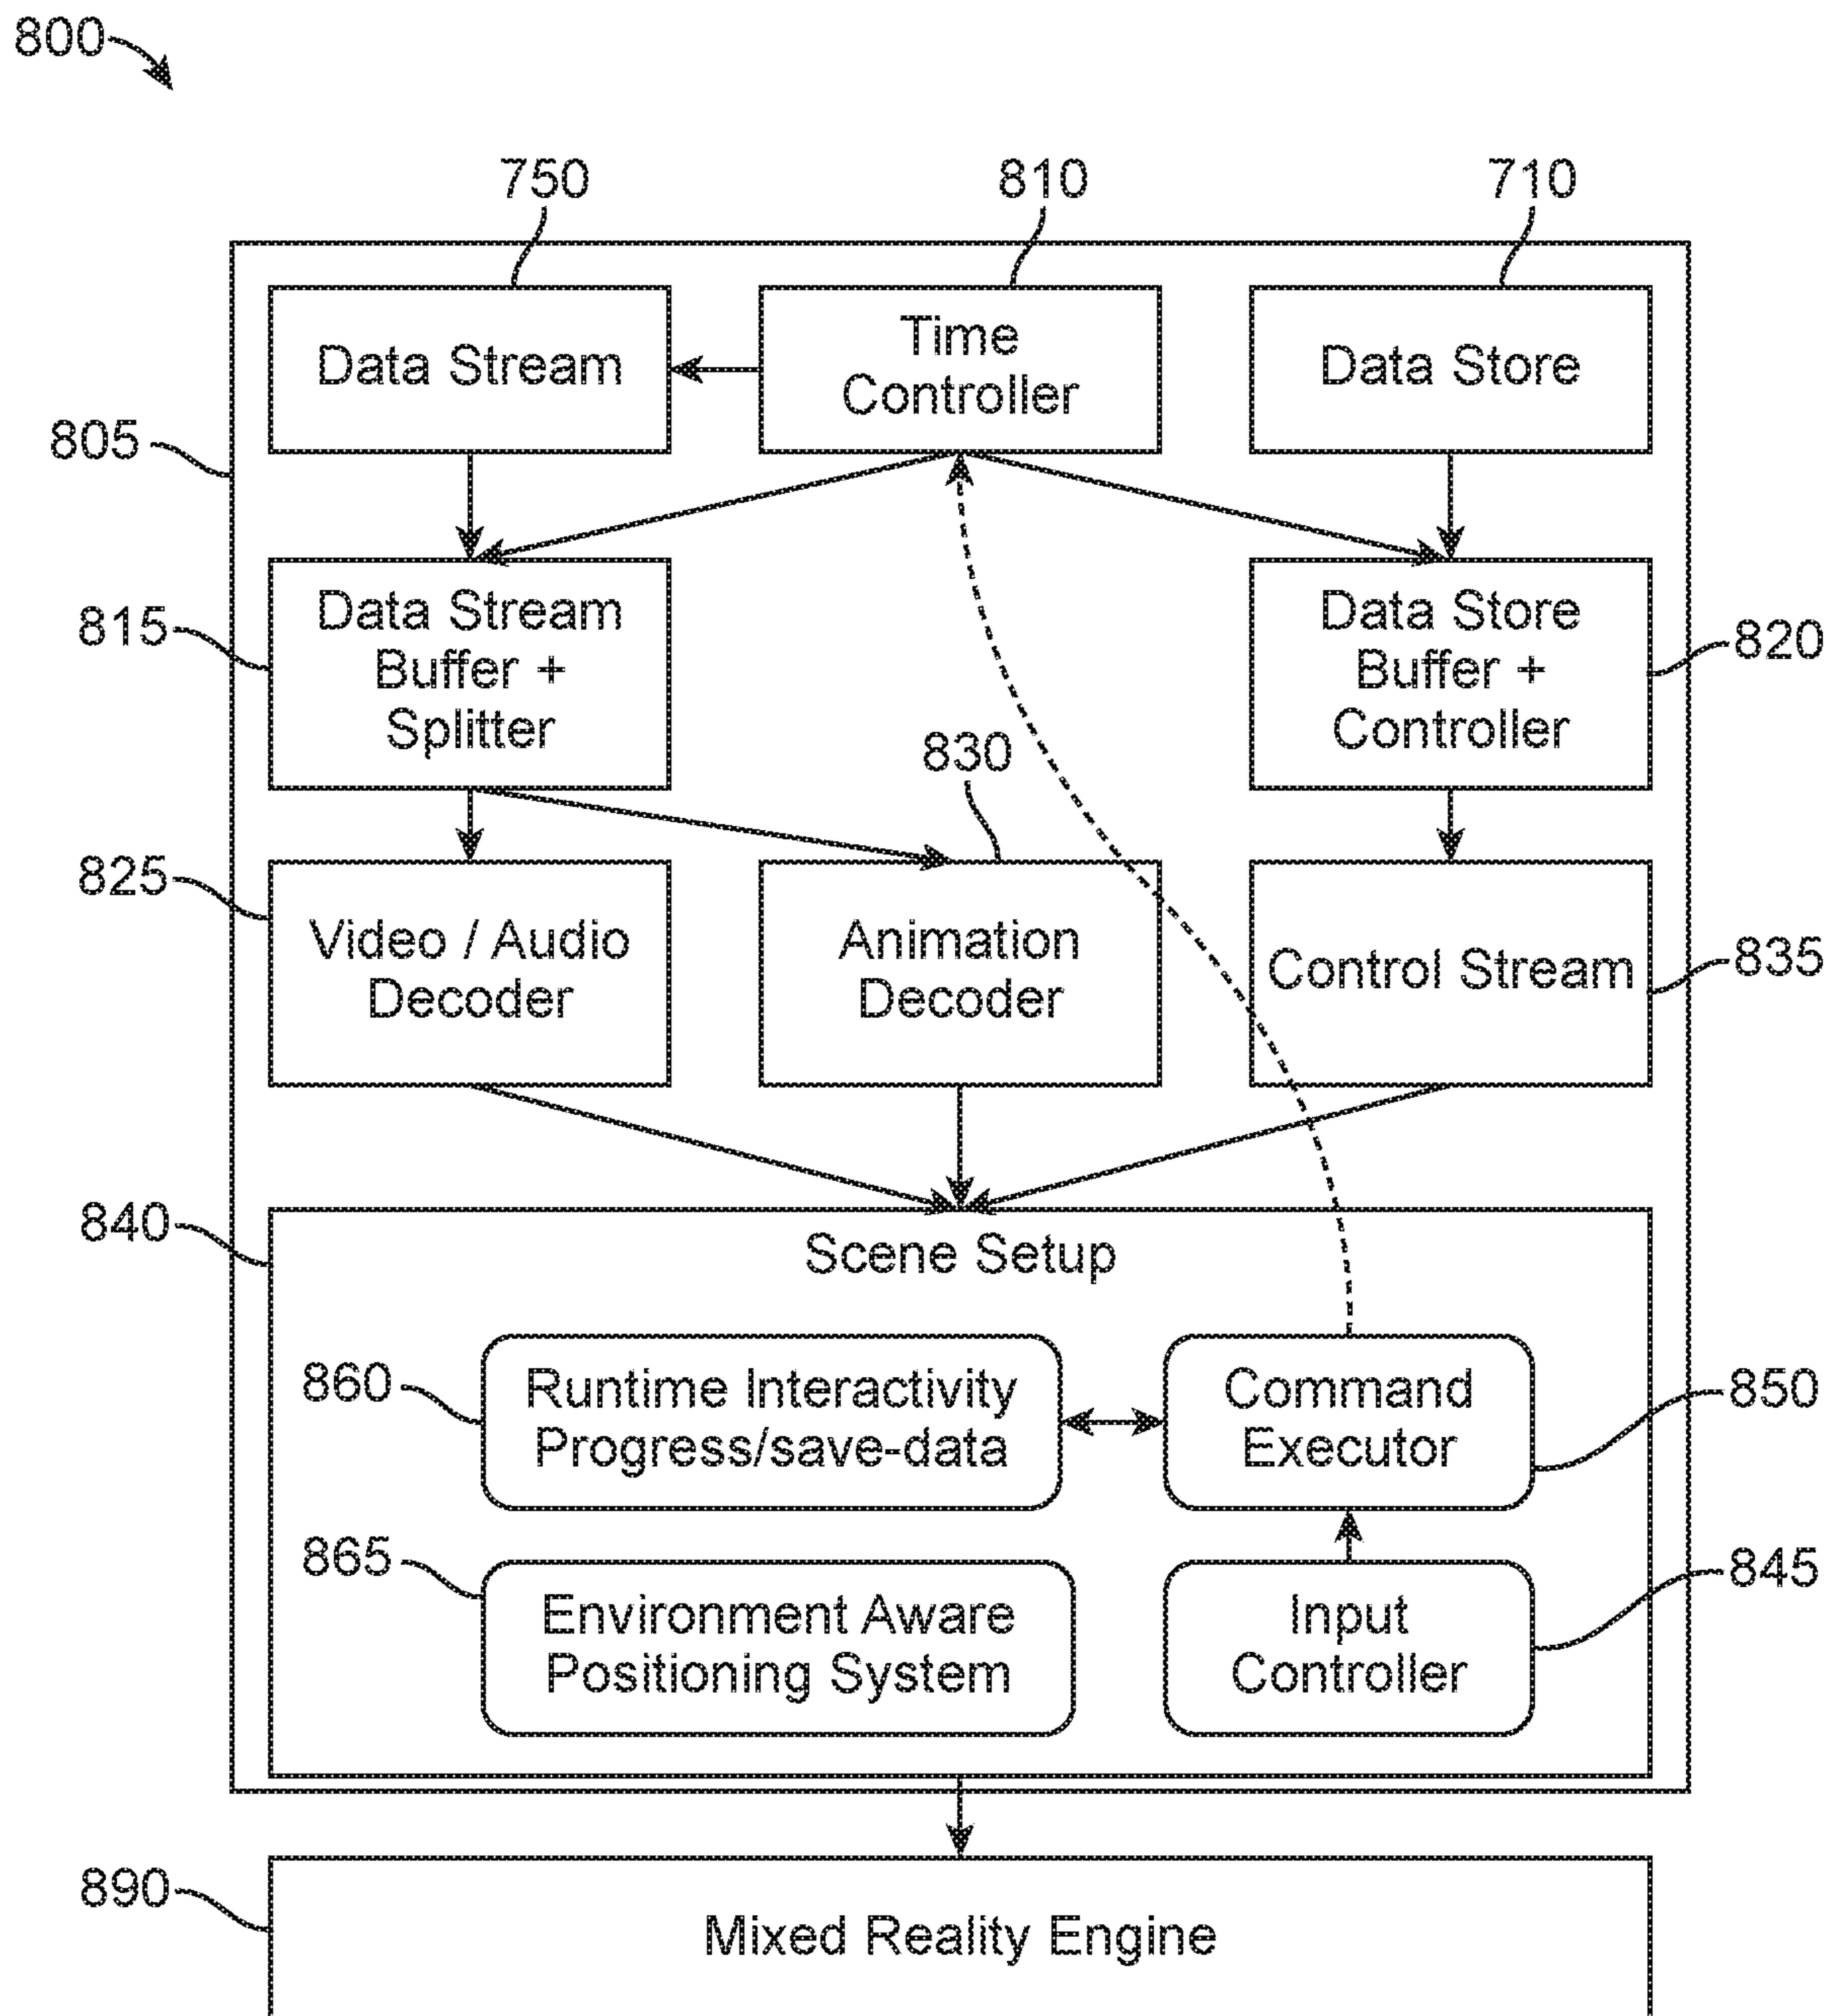 800
750
810
710
Data Stream
Time
Controller
Data Store
805
Data Stream
Buffer +
Splitter
815
Data Store
Buffer +
Controller
820
830
825
Video / Audio
Decoder
Animation
Decoder
Control Stream
835
840
Scene Setup
860
Runtime Interactivity
Progress/save-data
Command
Executor
850
865
Environment Aware
Positioning System
Input
Controller
845
890
Mixed Reality Engine